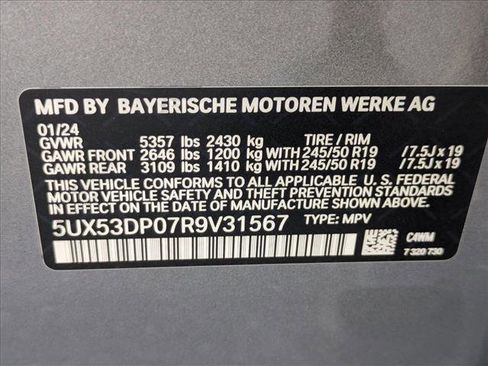 MFD BY BAYERISCHE MOTOREN WERKE AG
01/24
GVWR 5357 lbs 2430 kg TIRE / RIM
GAWR FRONT 2646 lbs 1200 kg WITH 245/50 R19 /7.5J x 19
GAWR REAR 3109 lbs 1410 kg WITH 245/50 R19 /7.5J x 19
THIS VEHICLE CONFORMS TO ALL APPLICABLE U. S. FEDERAL
MOTOR VEHICLE SAFETY AND THEFT PREVENTION STANDARDS
IN EFFECT ON THE DATE OF MANUFACTURE SHOWN ABOVE.
5UX53DP07R9V31567 TYPE: MPV
C4WM
7 320 730